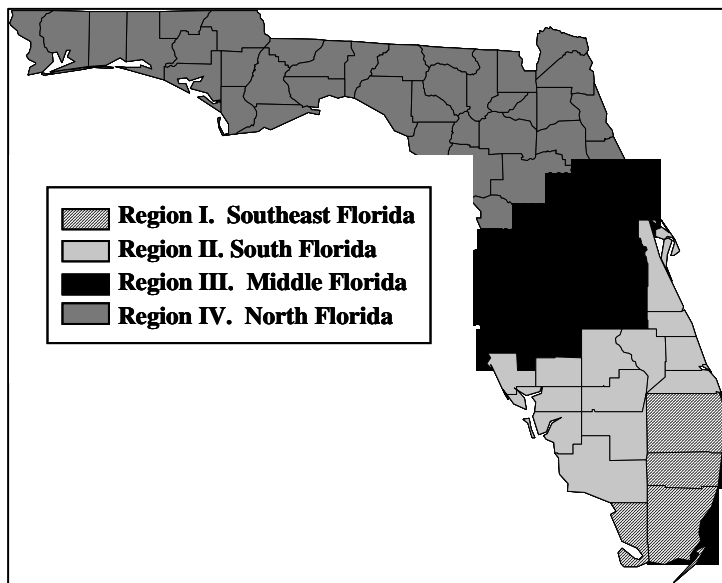 Region I. Southeast Florida
Region II. South Florida
Region III. Middle Florida
Region IV. North Florida